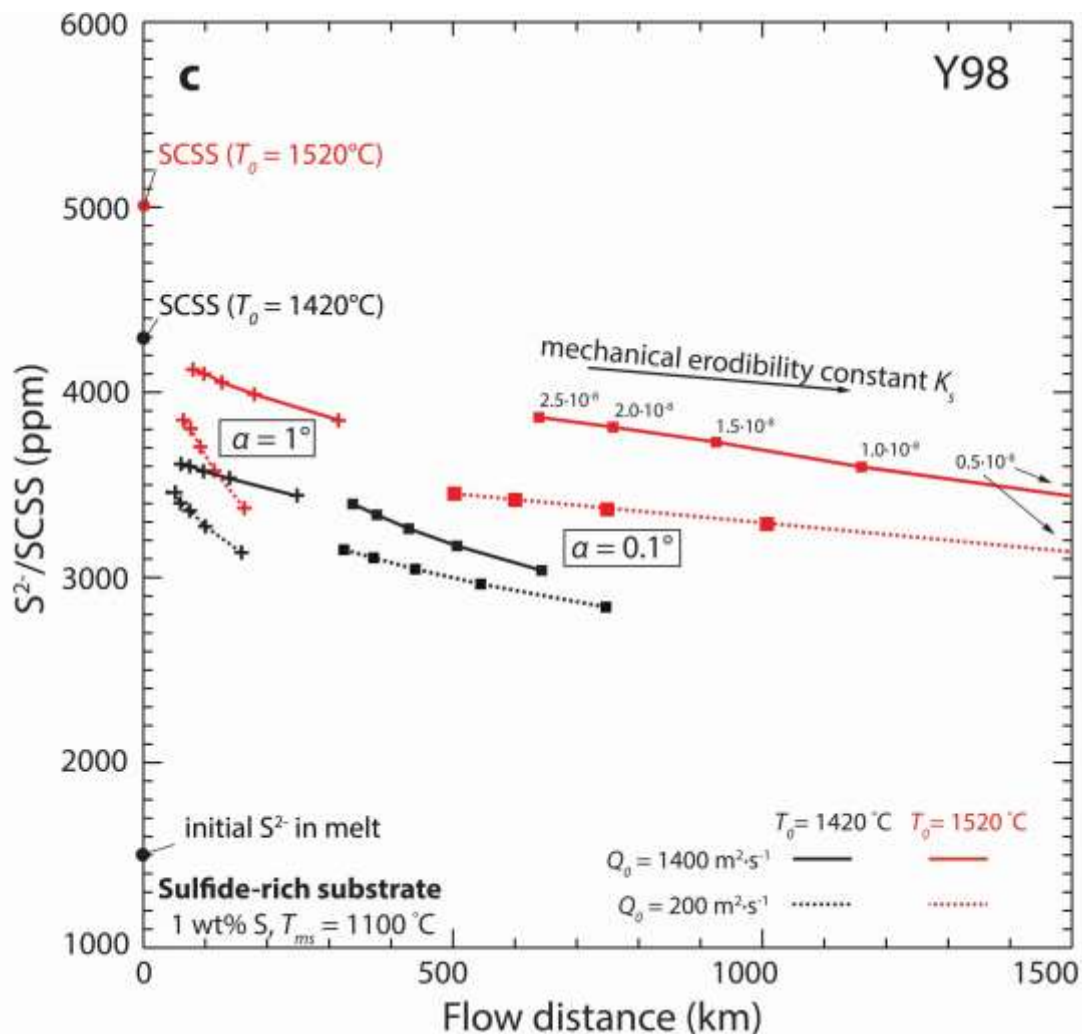 6000
c
Y98
SCSS (T₀ = 1520°C)
5000
SCSS (T₀ = 1420°C)
mechanical erodibility constant Kₛ
4000
2.5·10⁻⁸
2.0·10⁻⁸
1.5·10⁻⁸
1.0·10⁻⁸
0.5·10⁻⁸
α = 1°
α = 0.1°
S²⁻/SCSS (ppm)
3000
2000
initial S²⁻ in melt
T₀= 1420 °C
T₀= 1520 °C
Q₀ = 1400 m²·s⁻¹
Sulfide-rich substrate
Q₀ = 200 m²·s⁻¹
1 wt% S, Tₘₛ = 1100 °C
1000
0
500
1000
1500
Flow distance (km)